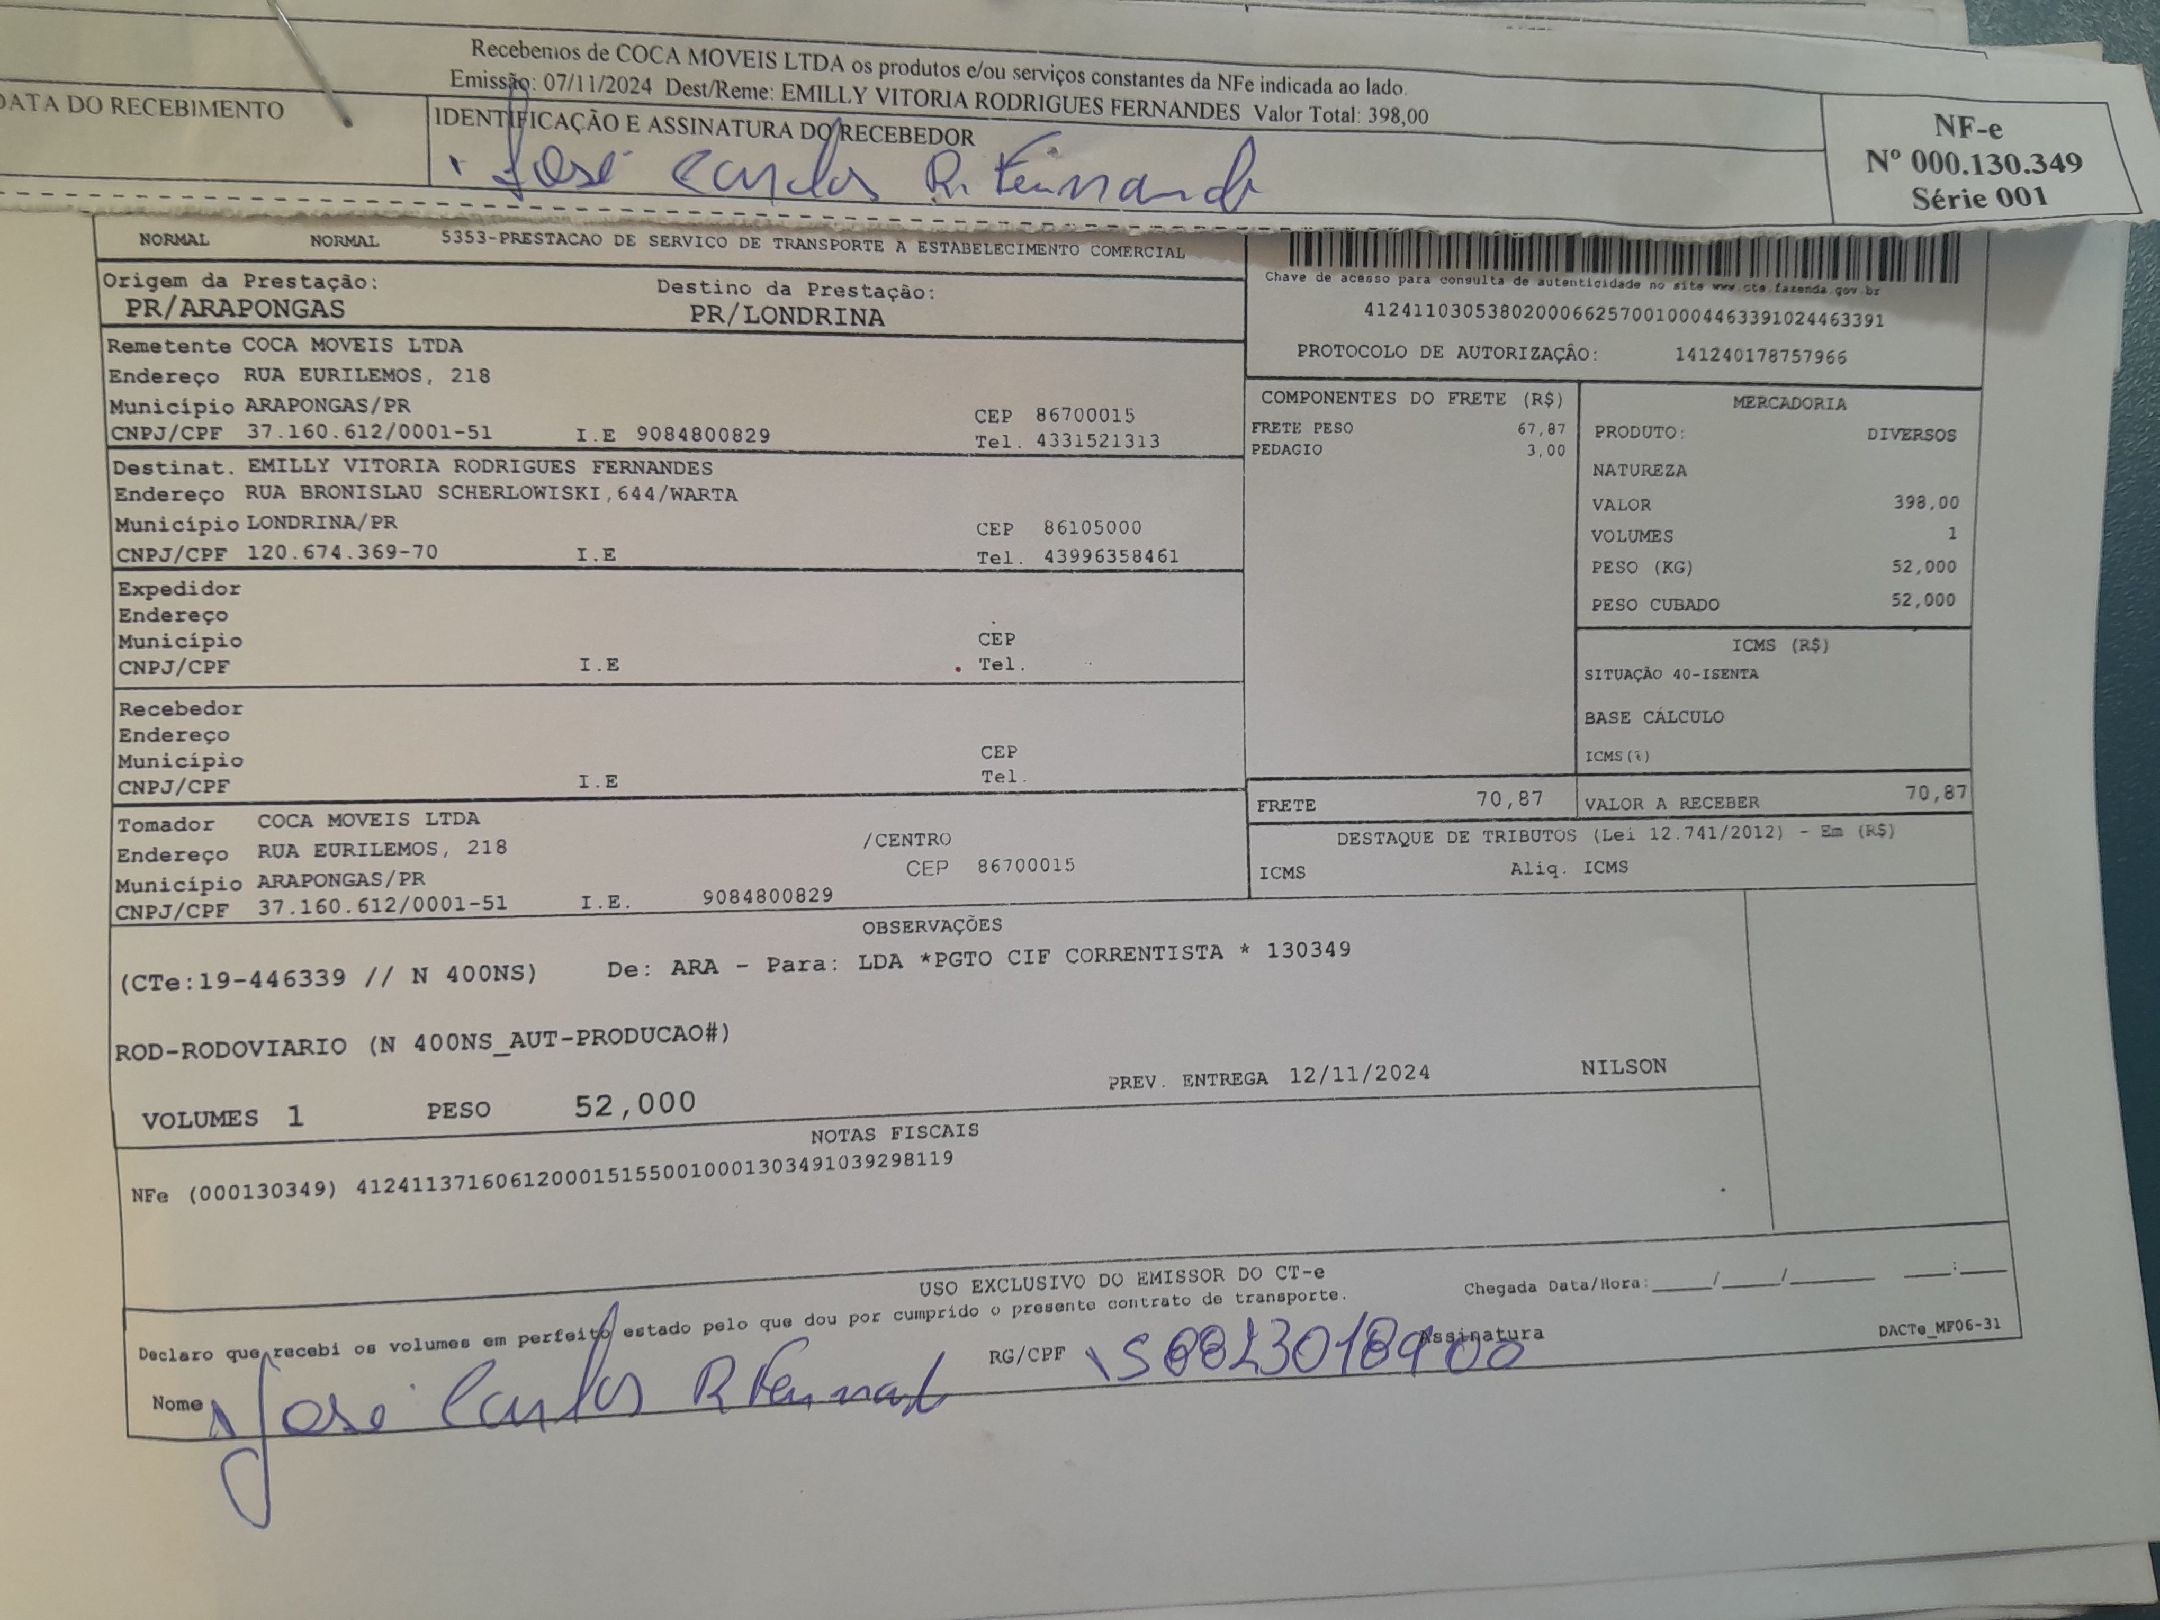 Recebemos de COCA MOVEIS LTDA os produtos e/ou serviços constantes da NFe indicada ao lado.
Emissão: 07/11/2024 Dest/Reme: EMILLY VITORIA RODRIGUES FERNANDES Valor Total: 398,00
DATA DO RECEBIMENTO
IDENTIFICAÇÃO E ASSINATURA DO RECEBEDOR
José Carlos R. Fernandes
NF-e
Nº 000.130.349
Série 001
NORMAL NORMAL 5353-PRESTACAO DE SERVICO DE TRANSPORTE A ESTABELECIMENTO COMERCIAL
Origem da Prestação: Destino da Prestação:
PR/ARAPONGAS PR/LONDRINA
Chave de acesso para consulta de autenticidade no site www.cte.fazenda.gov.br
41241103053802000662570010004463391024463391
PROTOCOLO DE AUTORIZAÇÃO: 141240178757966
Remetente COCA MOVEIS LTDA
Endereço RUA EURILEMOS, 218
Município ARAPONGAS/PR CEP 86700015
CNPJ/CPF 37.160.612/0001-51 I.E 9084800829 Tel. 4331521313
Destinat. EMILLY VITORIA RODRIGUES FERNANDES
Endereço RUA BRONISLAU SCHERLOWISKI,644/WARTA
Município LONDRINA/PR CEP 86105000
CNPJ/CPF 120.674.369-70 I.E Tel. 43996358461
Expedidor
Endereço
Município CEP
CNPJ/CPF I.E Tel.
Recebedor
Endereço
Município CEP
CNPJ/CPF I.E Tel.
Tomador COCA MOVEIS LTDA
Endereço RUA EURILEMOS, 218 /CENTRO
Município ARAPONGAS/PR CEP 86700015
CNPJ/CPF 37.160.612/0001-51 I.E. 9084800829
COMPONENTES DO FRETE (R$)
FRETE PESO 67,87
PEDAGIO 3,00
MERCADORIA
PRODUTO: DIVERSOS
NATUREZA
VALOR 398,00
VOLUMES 1
PESO (KG) 52,000
PESO CUBADO 52,000
ICMS (R$)
SITUAÇÃO 40-ISENTA
BASE CÁLCULO
ICMS(%)
FRETE 70,87 VALOR A RECEBER 70,87
DESTAQUE DE TRIBUTOS (Lei 12.741/2012) - Em (R$)
ICMS Aliq. ICMS
OBSERVAÇÕES
(CTe:19-446339 // N 400NS) De: ARA - Para: LDA *PGTO CIF CORRENTISTA * 130349
ROD-RODOVIARIO (N 400NS_AUT-PRODUCAO#)
VOLUMES 1 PESO 52,000 PREV. ENTREGA 12/11/2024 NILSON
NOTAS FISCAIS
NFe (000130349) 41241137160612000151550010001303491039298119
USO EXCLUSIVO DO EMISSOR DO CT-e
Declaro que recebi os volumes em perfeito estado pelo que dou por cumprido o presente contrato de transporte.
Chegada Data/Hora:____/____/______ ___:___
Nome José Carlos R Fernand RG/CPF Assinatura
DACTe_MF06-31